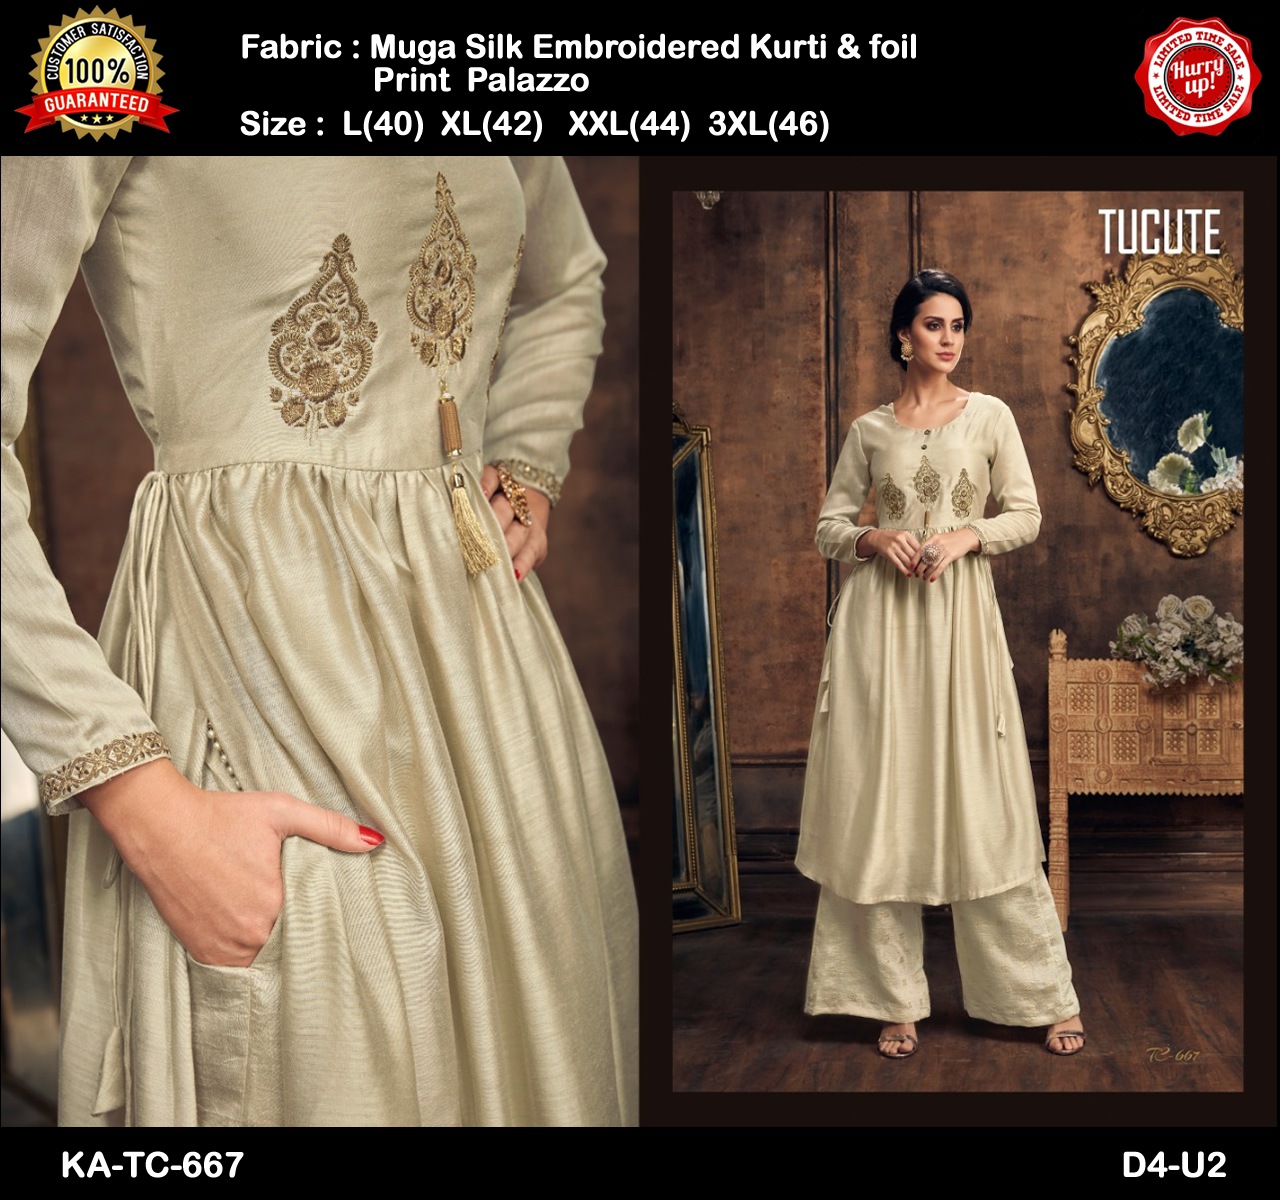 CUSTOMER SATISFACTION
100%
GUARANTEED
Fabric : Muga Silk Embroidered Kurti & foil
Print Palazzo
Size : L(40) XL(42) XXL(44) 3XL(46)
LIMITED TIME SALE
Hurry
up!
LIMITED TIME SALE
TUCUTE
TC-667
KA-TC-667
D4-U2